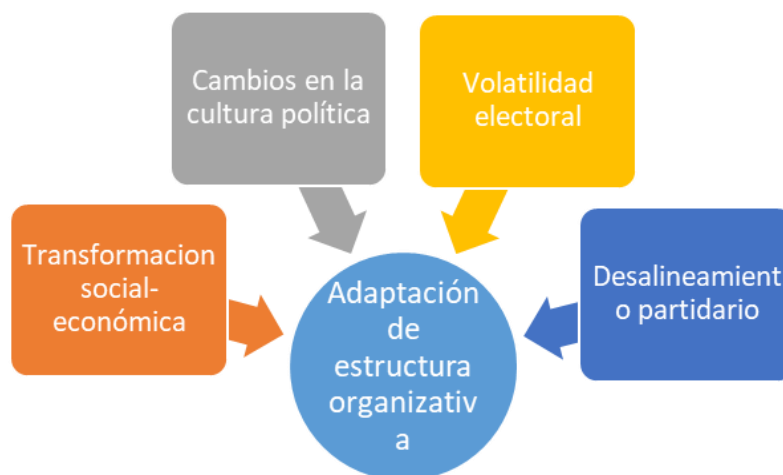 Cambios en la
cultura política
Volatilidad
electoral
Transformacion
social-
económica
Desalineamient
o partidario
Adaptación
de
estructura
organizativ
a